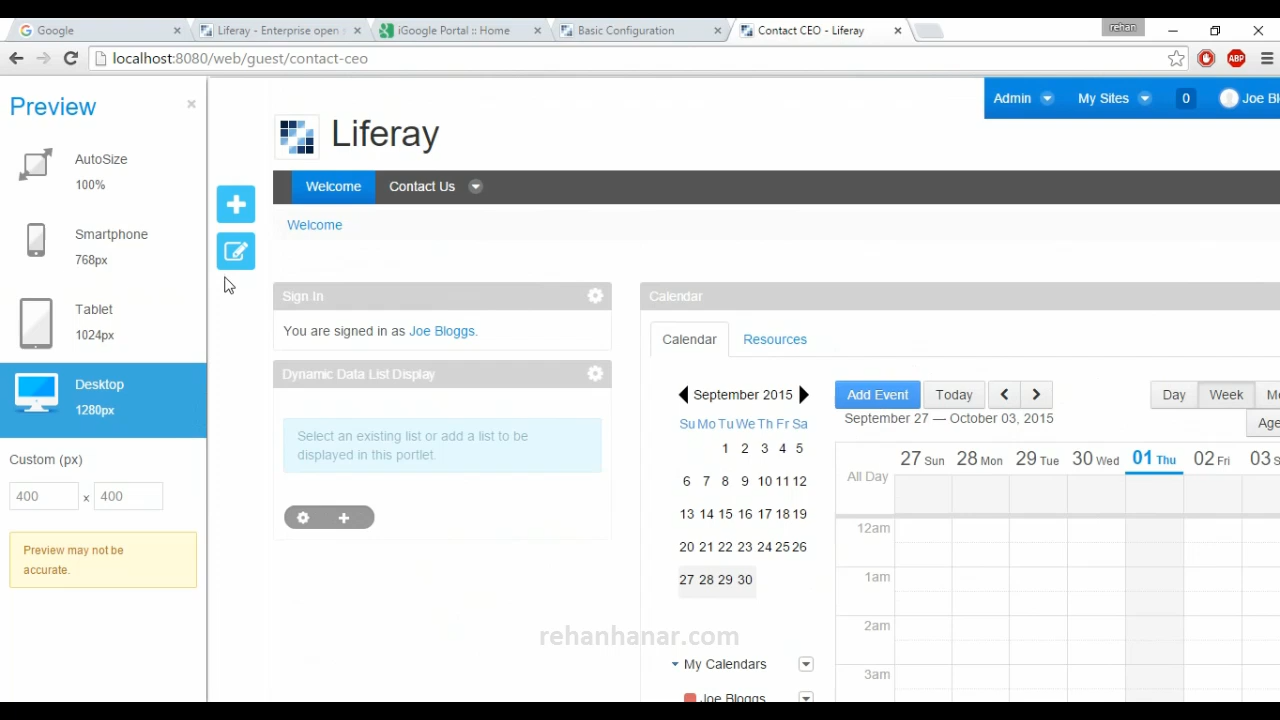 Google
Liferay - Enterprise open
iGoogle Portal :: Home
Basic Configuration
Contact CEO - Liferay
rehan
localhost:8080/web/guest/contact-ceo
ABP
Preview
AutoSize
100%
Smartphone
768px
Tablet
1024px
Desktop
1280px
Custom (px)
400 x 400
Preview may not be
accurate.
Admin My Sites 0 Joe Bl
Liferay
Welcome Contact Us
Welcome
Sign In
You are signed in as Joe Bloggs.
Dynamic Data List Display
Select an existing list or add a list to be
displayed in this portlet.
Calendar
Calendar Resources
September 2015
Su Mo Tu We Th Fr Sa
1 2 3 4 5
6 7 8 9 10 11 12
13 14 15 16 17 18 19
20 21 22 23 24 25 26
27 28 29 30
My Calendars
Joe Bloggs
Add Event Today Day Week Mo
September 27 — October 03, 2015
Age
27 Sun 28 Mon 29 Tue 30 Wed 01 Thu 02 Fri 03 S
All Day
12am
1am
2am
3am
rehanhanar.com